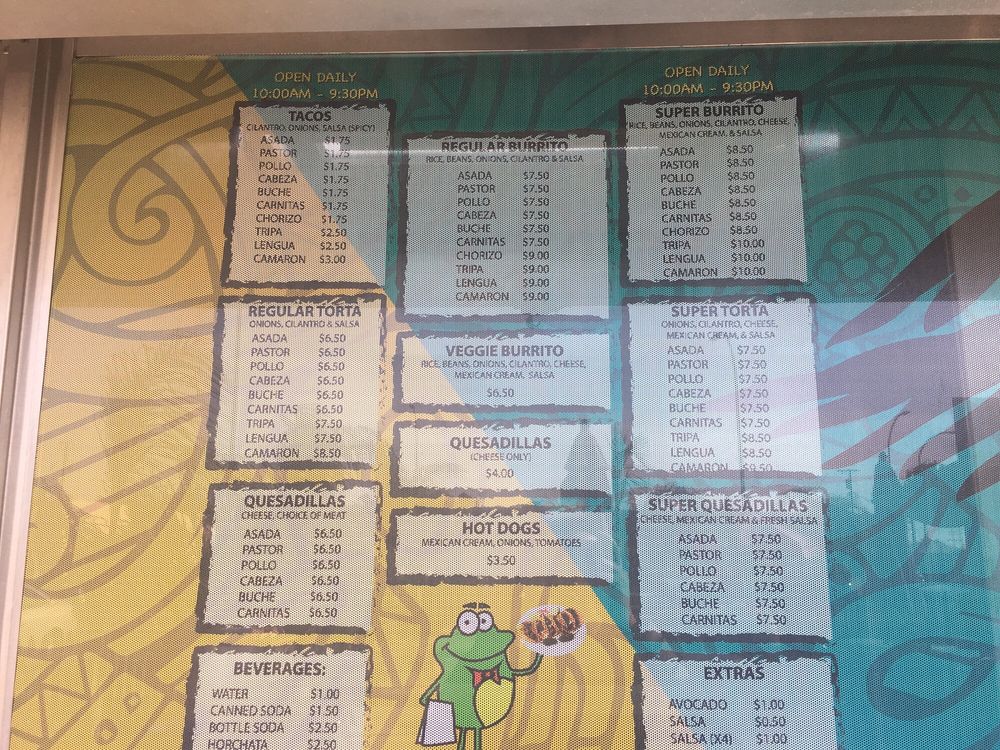 OPEN DAILY
10:00AM - 9:30PM
TACOS
CILANTRO, ONIONS, SALSA (SPICY)
ASADA $1.75
PASTOR $1.75
POLLO $1.75
CABEZA $1.75
BUCHE $1.75
CARNITAS $1.75
CHORIZO $1.75
TRIPA $2.50
LENGUA $2.50
CAMARON $3.00
REGULAR TORTA
ONIONS, CILANTRO & SALSA
ASADA $6.50
PASTOR $6.50
POLLO $6.50
CABEZA $6.50
BUCHE $6.50
CARNITAS $6.50
TRIPA $7.50
LENGUA $7.50
CAMARON $8.50
QUESADILLAS
CHEESE, CHOICE OF MEAT
ASADA $6.50
PASTOR $6.50
POLLO $6.50
CABEZA $6.50
BUCHE $6.50
CARNITAS $6.50
BEVERAGES:
WATER $1.00
CANNED SODA $1.50
BOTTLE SODA $2.50
HORCHATA $2.50
REGULAR BURRITO
RICE, BEANS, ONIONS, CILANTRO & SALSA
ASADA $7.50
PASTOR $7.50
POLLO $7.50
CABEZA $7.50
BUCHE $7.50
CARNITAS $7.50
CHORIZO $9.00
TRIPA $9.00
LENGUA $9.00
CAMARON $9.00
VEGGIE BURRITO
RICE, BEANS, ONIONS, CILANTRO, CHEESE,
MEXICAN CREAM, SALSA
$6.50
QUESADILLAS
(CHEESE ONLY)
$4.00
HOT DOGS
MEXICAN CREAM, ONIONS, TOMATOES
$3.50
OPEN DAILY
10:00AM - 9:30PM
SUPER BURRITO
RICE, BEANS, ONIONS, CILANTRO, CHEESE,
MEXICAN CREAM, & SALSA
ASADA $8.50
PASTOR $8.50
POLLO $8.50
CABEZA $8.50
BUCHE $8.50
CARNITAS $8.50
CHORIZO $8.50
TRIPA $10.00
LENGUA $10.00
CAMARON $10.00
SUPER TORTA
ONIONS, CILANTRO, CHEESE,
MEXICAN CREAM, & SALSA
ASADA $7.50
PASTOR $7.50
POLLO $7.50
CABEZA $7.50
BUCHE $7.50
CARNITAS $7.50
TRIPA $8.50
LENGUA $8.50
CAMARON $9.50
SUPER QUESADILLAS
CHEESE, MEXICAN CREAM & FRESH SALSA
ASADA $7.50
PASTOR $7.50
POLLO $7.50
CABEZA $7.50
BUCHE $7.50
CARNITAS $7.50
EXTRAS
AVOCADO $1.00
SALSA $0.50
SALSA (X4) $1.00